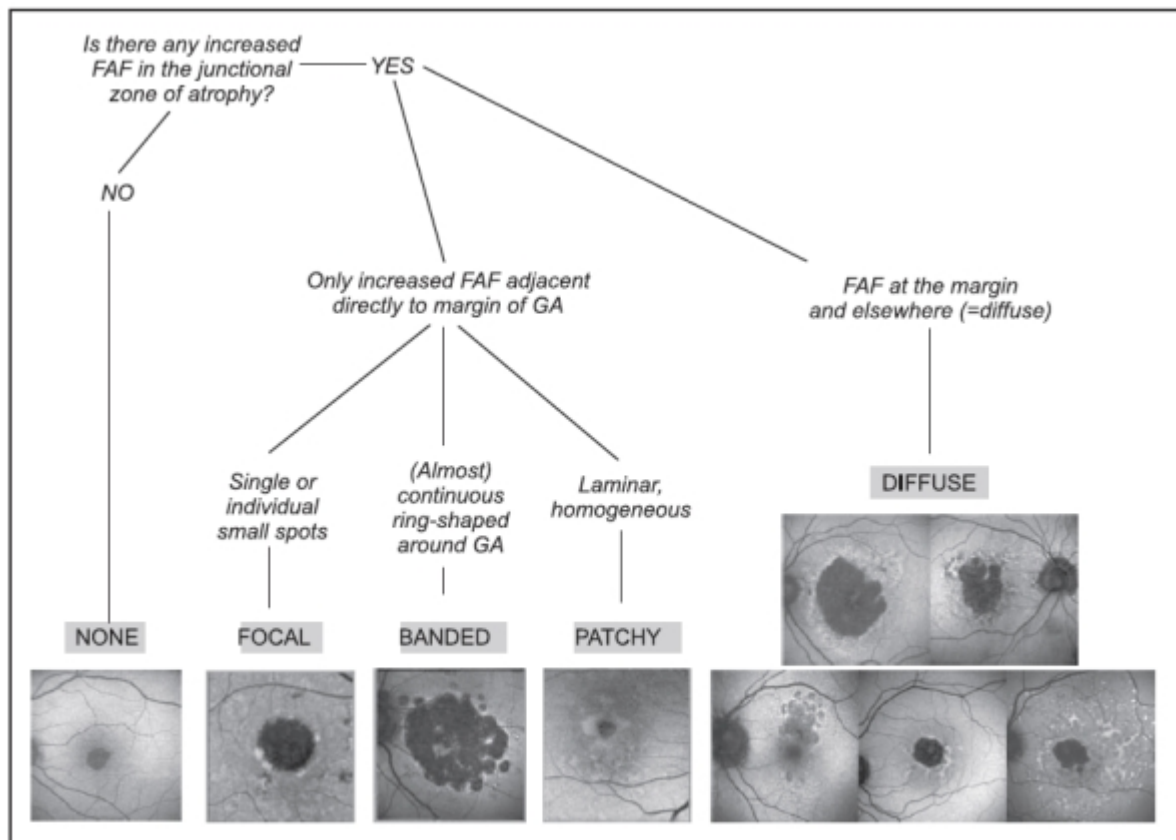 Is there any increased
FAF in the junctional
zone of atrophy?
YES
NO
Only increased FAF adjacent
directly to margin of GA
FAF at the margin
and elsewhere (=diffuse)
Single or
individual
small spots
(Almost)
continuous
ring-shaped
around GA
Laminar,
homogeneous
DIFFUSE
NONE
FOCAL
BANDED
PATCHY